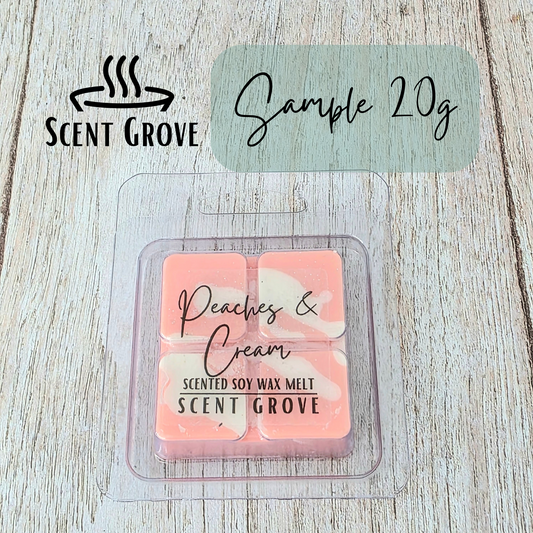 SCENT GROVE
Sample 20g
Peaches &
Cream
SCENTED SOY WAX MELT
SCENT GROVE